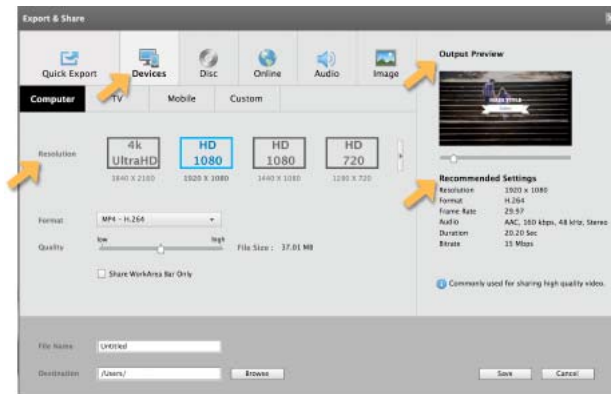 Export & Share
Quick Export
Devices
Disc
Online
Audio
Image
Computer
TV
Mobile
Custom
Resolution
4k UltraHD
HD 1080
HD 1080
HD 720
3840 X 2160
1920 X 1080
1440 X 1080
1280 X 720
Format
MP4 - H.264
Quality
low
high
File Size : 37.01 MB
Share WorkArea Bar Only
Output Preview
Recommended Settings
Resolution 1920 x 1080
Format H.264
Frame Rate 29.97
Audio AAC, 160 kbps, 48 kHz, Stereo
Duration 20.20 Sec
Bitrate 15 Mbps
Commonly used for sharing high quality video.
File Name
Untitled
Destination
/Users/
Browse
Save
Cancel